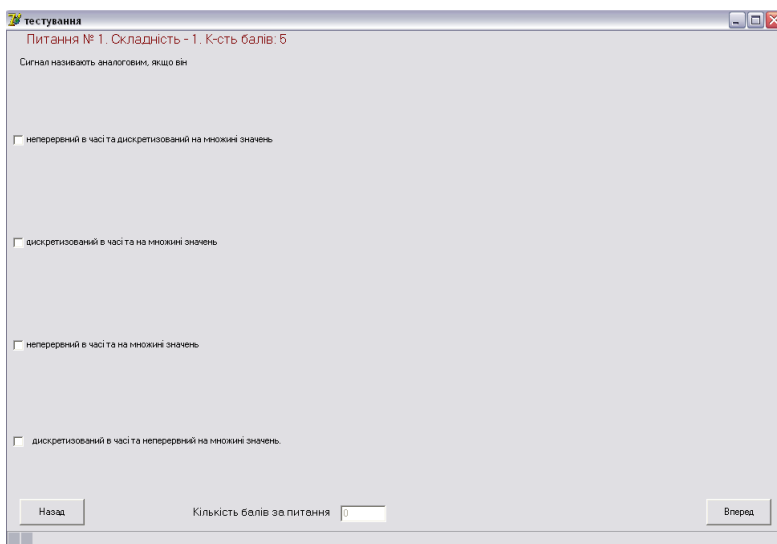 тестування
Питання № 1. Складність - 1. К-сть балів: 5
Сигнал називають аналоговим, якщо він
неперервний в часі та дискретизований на множині значень
дискретизований в часі та на множині значень
неперервний в часі та на множині значень
дискретизований в часі та неперервний на множині значень.
Назад
Кількість балів за питання 0
Вперед